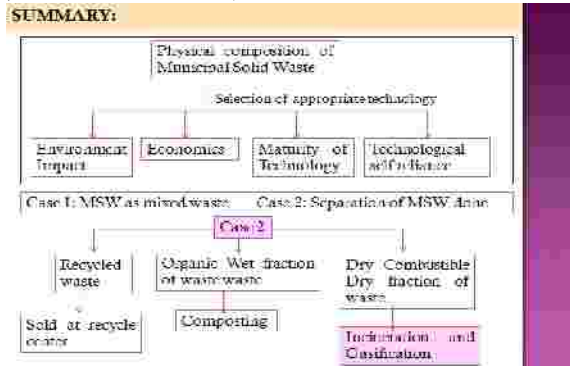 SUMMARY:
Physical composition of
Municipal Solid Waste
Selection of appropriate technology
Environment
Impact
Economics
Maturity of
Technology
Technological
self reliance
Case 1: MSW as mixed waste Case 2: Separation of MSW done
Case 2
Recycled
waste
Sold at recycle
center
Organic Wet fraction
of waste waste
Composting
Dry Combustible
Dry fraction of
waste
Incineration and
Gasification